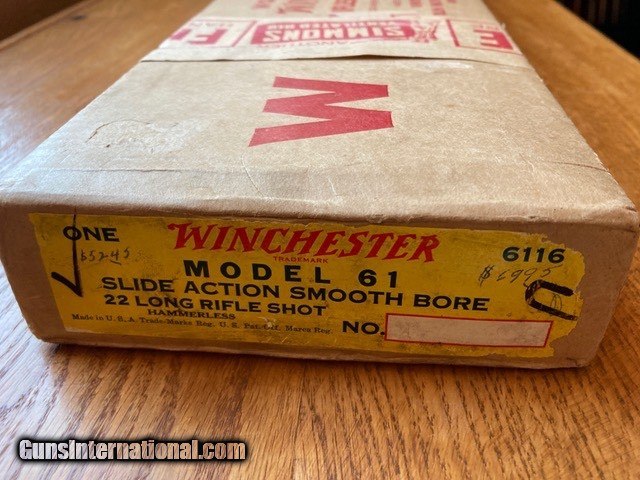 SIMMONS
W
ONE WINCHESTER 6116
TRADEMARK
MODEL 61
SLIDE ACTION SMOOTH BORE
22 LONG RIFLE SHOT
HAMMERLESS
Made in U. S. A. Trade-Marks Reg. U. S. Pat. Off. Marca Reg. NO.
GunsInternational.com